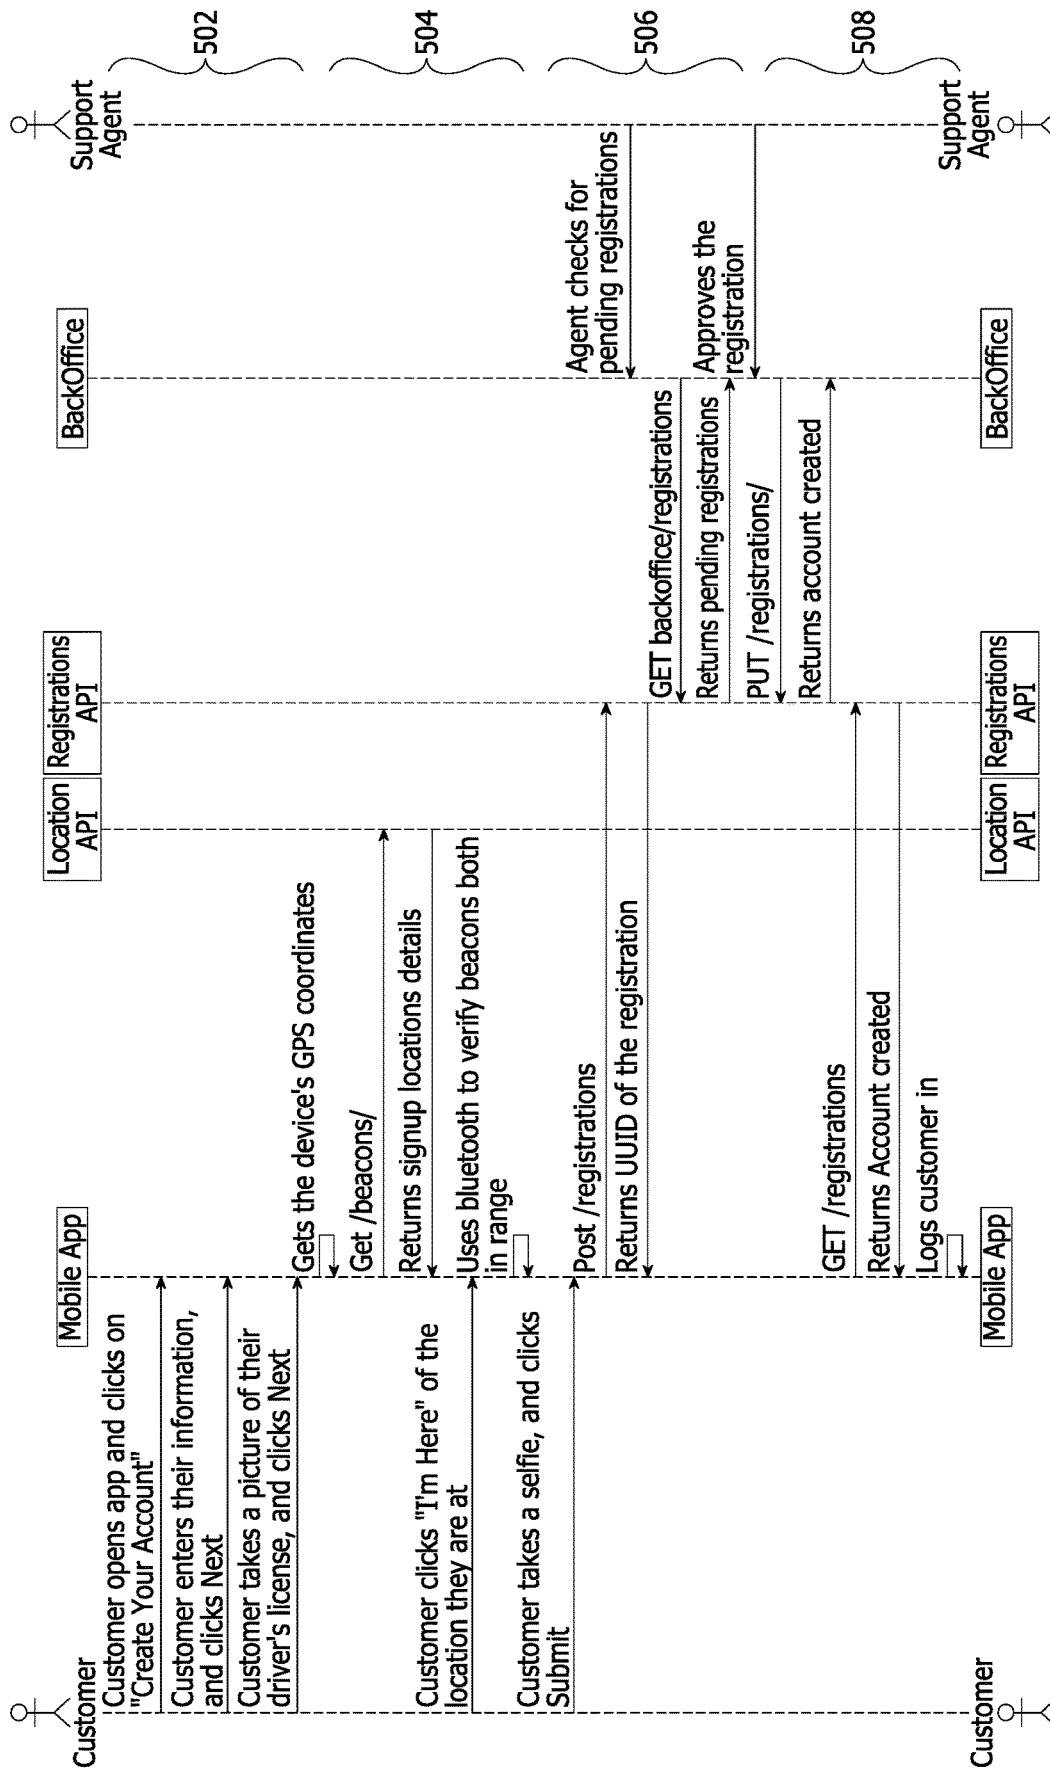 Customer
Mobile App
Location
API
Registrations
API
BackOffice
Support
Agent
Customer opens app and clicks on
"Create Your Account"
Customer enters their information,
and clicks Next
Customer takes a picture of their
driver's license, and clicks Next
502
Gets the device's GPS coordinates
Get /beacons/
Returns signup locations details
Customer clicks "I'm Here" of the
location they are at
Uses bluetooth to verify beacons both
in range
504
Customer takes a selfie, and clicks
Submit
Post /registrations
Returns UUID of the registration
Agent checks for
pending registrations
GET backoffice/registrations
Returns pending registrations
Approves the
registration
PUT /registrations/
506
Returns account created
GET /registrations
Returns Account created
Logs customer in
508
Customer
Mobile App
Location
API
Registrations
API
BackOffice
Support
Agent